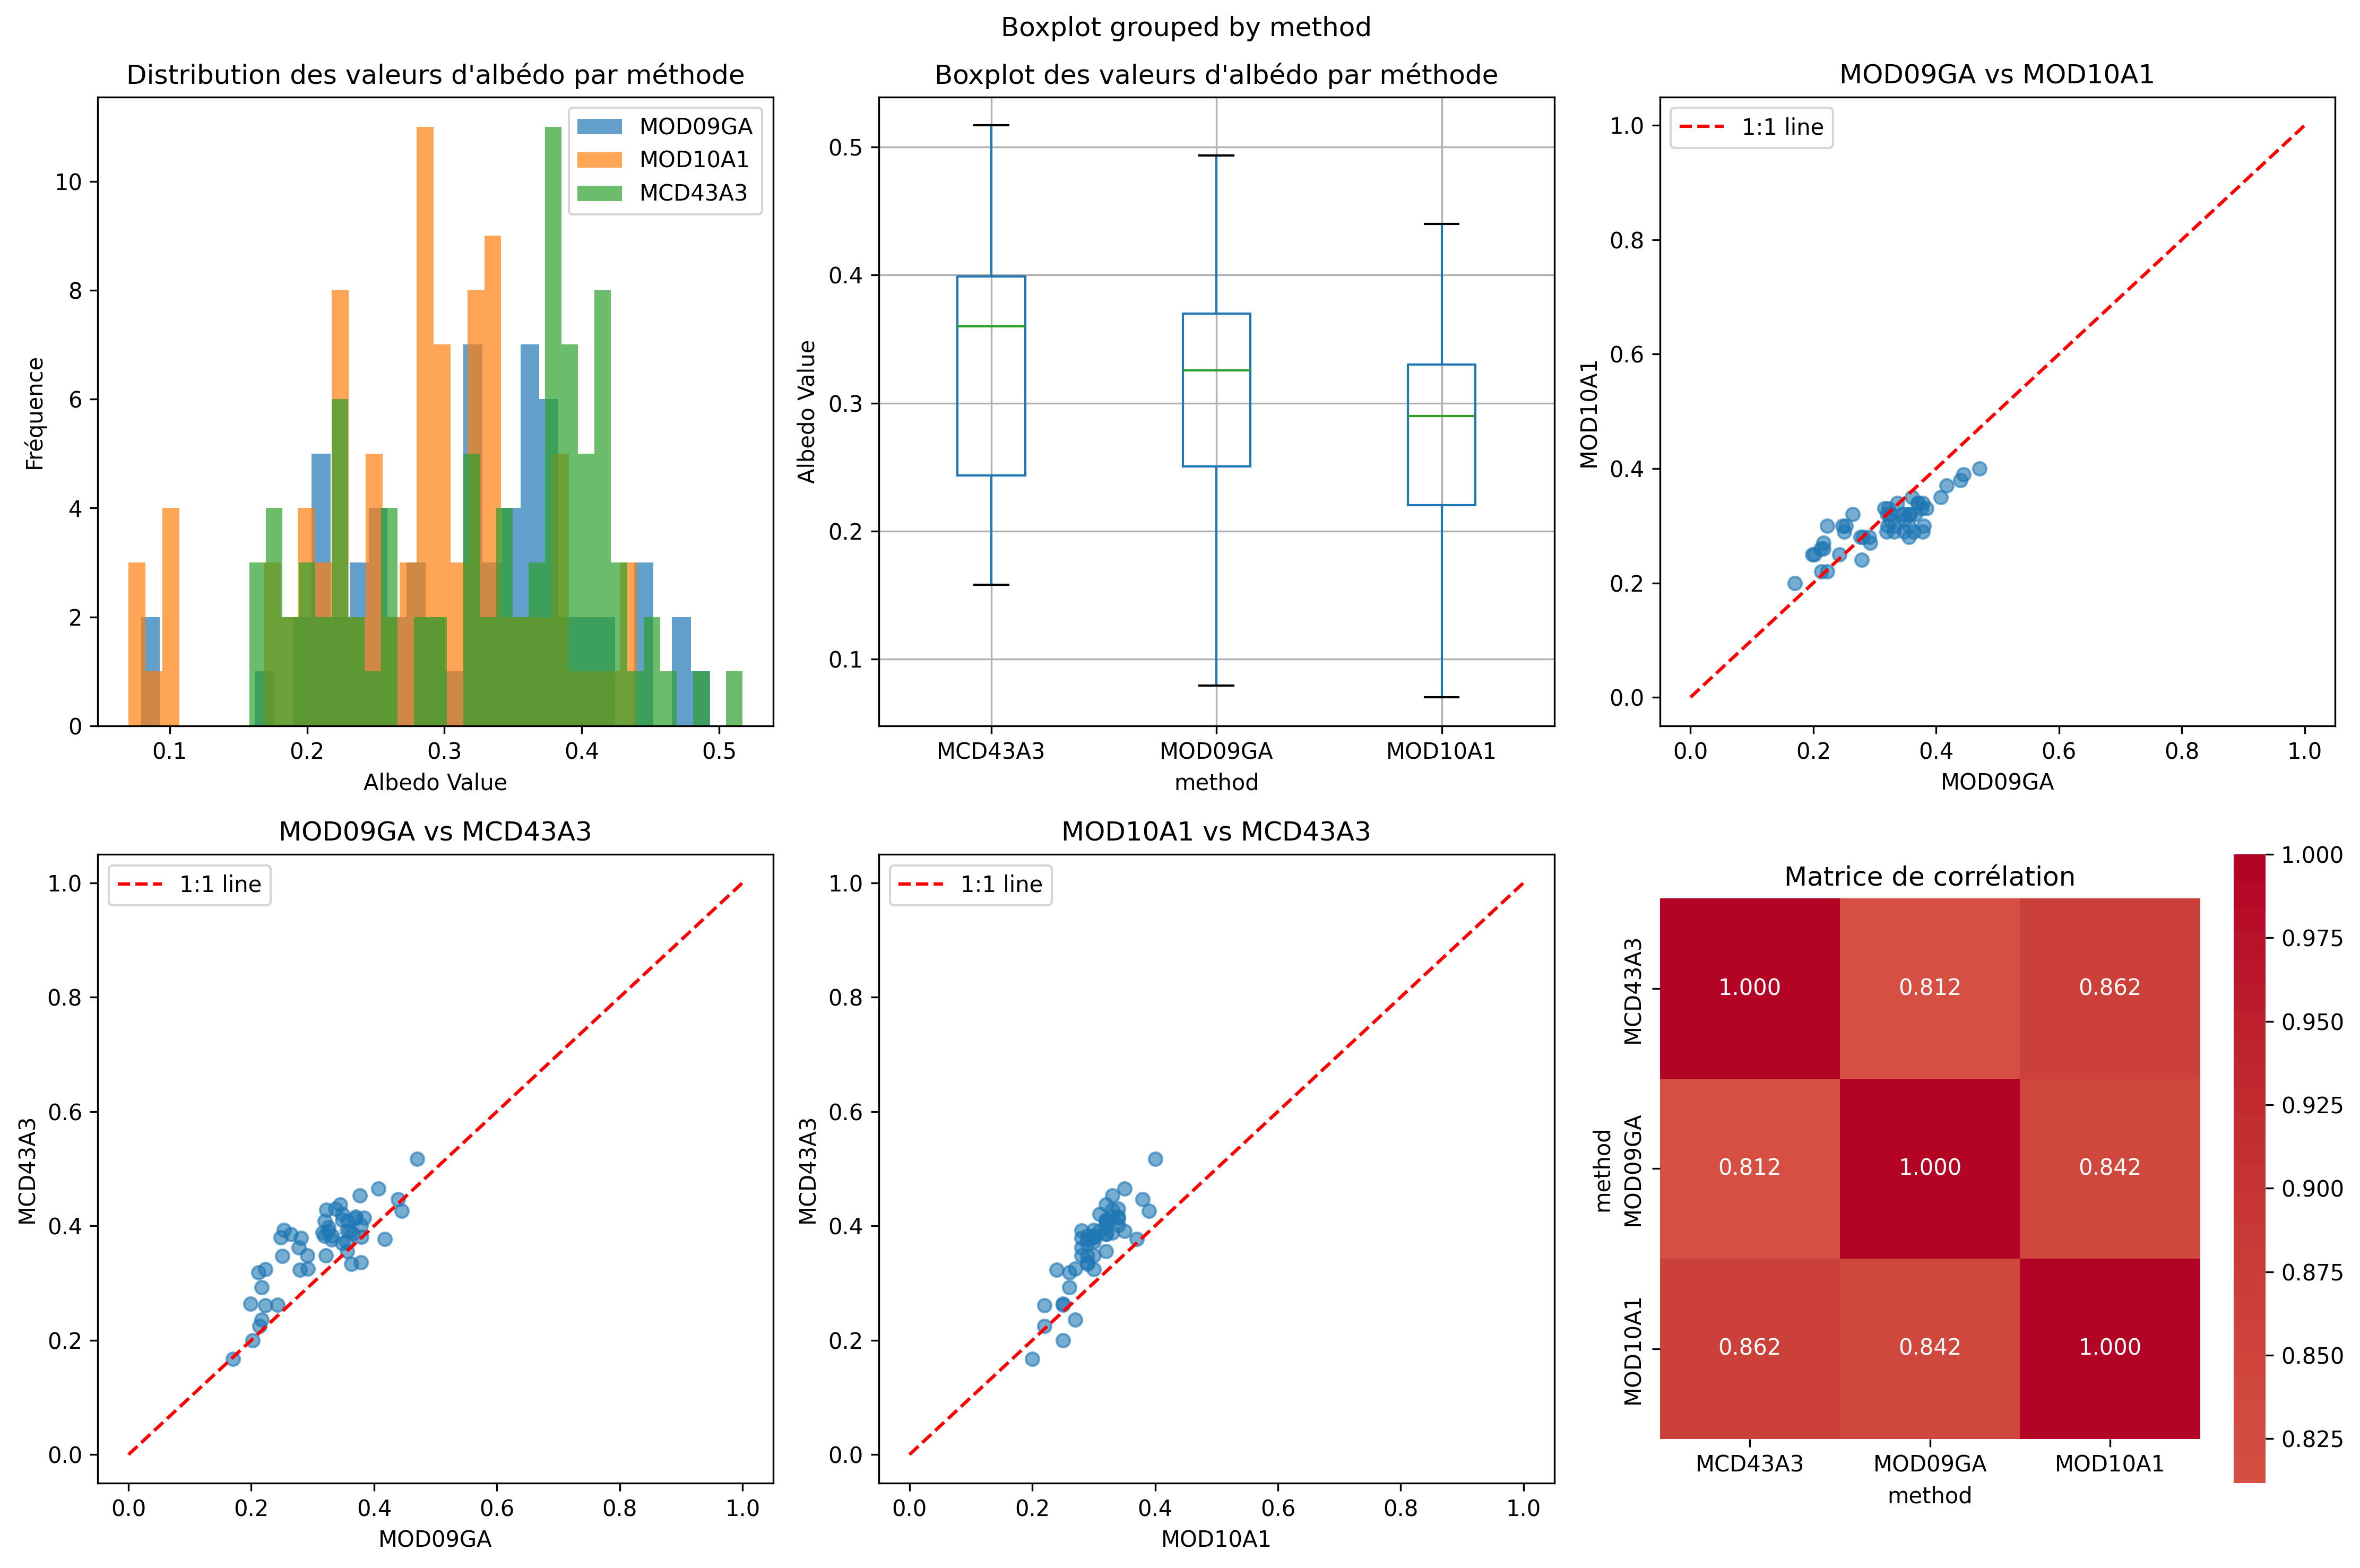 Boxplot grouped by method
Distribution des valeurs d'albédo par méthode
Fréquence
10
8
6
4
2
0
MOD09GA
MOD10A1
MCD43A3
0.1 0.2 0.3 0.4 0.5
Albedo Value
Boxplot des valeurs d'albédo par méthode
Albedo Value
0.5
0.4
0.3
0.2
0.1
MCD43A3 MOD09GA MOD10A1
method
MOD09GA vs MOD10A1
MOD10A1
1.0
0.8
0.6
0.4
0.2
0.0
1:1 line
0.0 0.2 0.4 0.6 0.8 1.0
MOD09GA
MOD09GA vs MCD43A3
MCD43A3
1.0
0.8
0.6
0.4
0.2
0.0
1:1 line
0.0 0.2 0.4 0.6 0.8 1.0
MOD09GA
MOD10A1 vs MCD43A3
MCD43A3
1.0
0.8
0.6
0.4
0.2
0.0
1:1 line
0.0 0.2 0.4 0.6 0.8 1.0
MOD10A1
Matrice de corrélation
method
MCD43A3
MOD09GA
MOD10A1
1.000 0.812 0.862
0.812 1.000 0.842
0.862 0.842 1.000
MCD43A3 MOD09GA MOD10A1
method
1.000
0.975
0.950
0.925
0.900
0.875
0.850
0.825